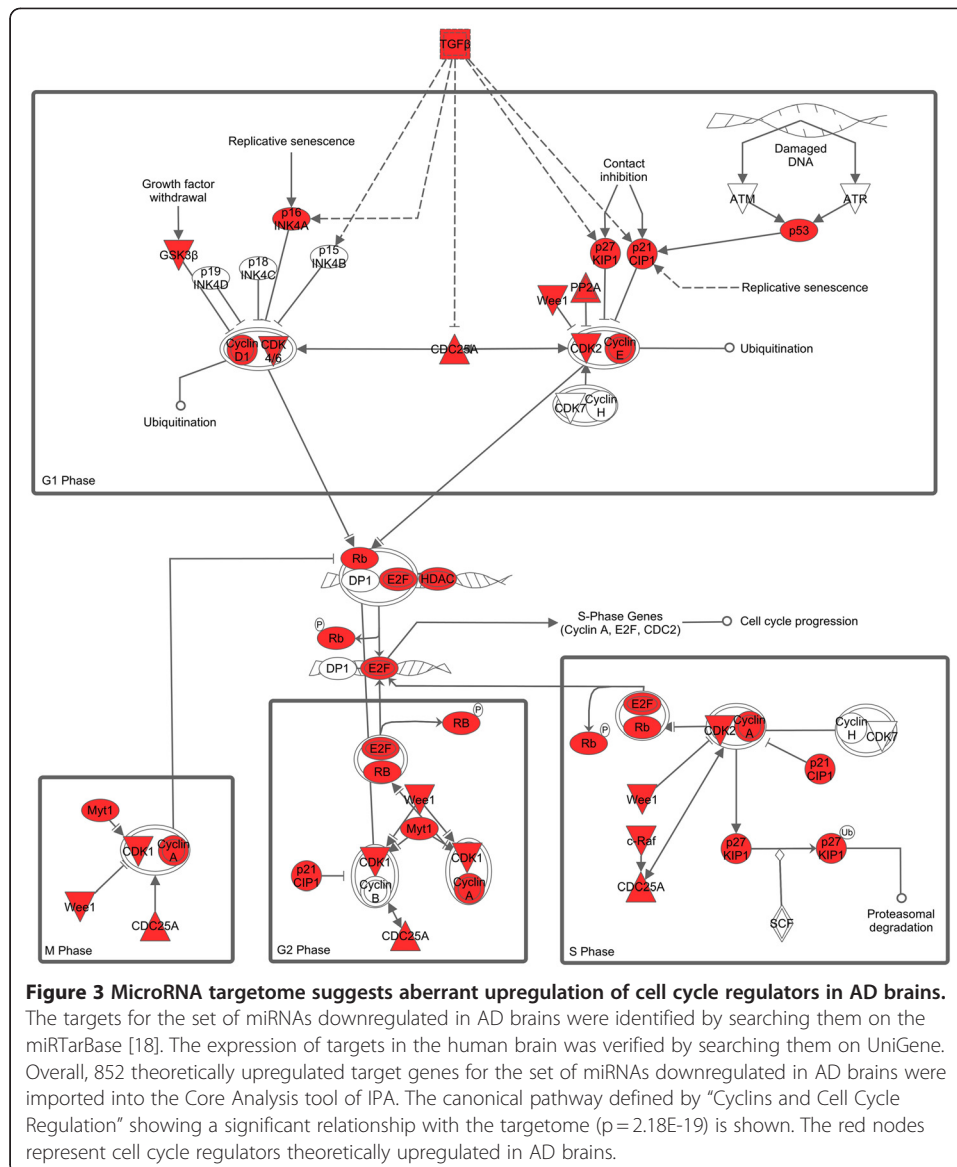 TGFβ
Replicative senescence
Growth factor
withdrawal
Contact
inhibition
Damaged
DNA
ATM
ATR
p16
INK4A
p15
INK4B
p18
INK4C
p19
INK4D
GSK3β
p27
KIP1
p21
CIP1
p53
Replicative senescence
Wee1
PP2A
Cyclin
D1
CDK
4/6
CDC25A
CDK2
Cyclin
E
Ubiquitination
CDK7
Cyclin
H
Ubiquitination
G1 Phase
Rb
DP1
E2F
HDAC
P
Rb
S-Phase Genes
(Cyclin A, E2F, CDC2)
Cell cycle progression
DP1
E2F
RB
P
E2F
RB
Wee1
Myt1
CDK1
Cyclin
B
CDK1
Cyclin
A
p21
CIP1
CDC25A
G2 Phase
Myt1
CDK1
Cyclin
A
Wee1
CDC25A
M Phase
E2F
Rb
Rb
P
CDK2
Cyclin
A
Cyclin
H
CDK7
p21
CIP1
Wee1
c-Raf
CDC25A
p27
KIP1
p27
KIP1
Ub
SCF
Proteasomal
degradation
S Phase
Figure 3 MicroRNA targetome suggests aberrant upregulation of cell cycle regulators in AD brains.
The targets for the set of miRNAs downregulated in AD brains were identified by searching them on the
miRTarBase [18]. The expression of targets in the human brain was verified by searching them on UniGene.
Overall, 852 theoretically upregulated target genes for the set of miRNAs downregulated in AD brains were
imported into the Core Analysis tool of IPA. The canonical pathway defined by “Cyclins and Cell Cycle
Regulation” showing a significant relationship with the targetome (p = 2.18E-19) is shown. The red nodes
represent cell cycle regulators theoretically upregulated in AD brains.